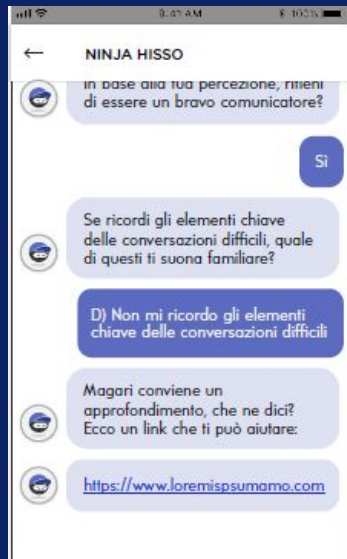 9:41 AM
100%
NINJA HISSO
In base alla tua percezione, ritieni
di essere un bravo comunicatore?
Sì
Se ricordi gli elementi chiave
delle conversazioni difficili, quale
di questi ti suona familiare?
D) Non mi ricordo gli elementi
chiave delle conversazioni difficili
Magari conviene un
approfondimento, che ne dici?
Ecco un link che ti può aiutare:
https://www.loremispsumamo.com